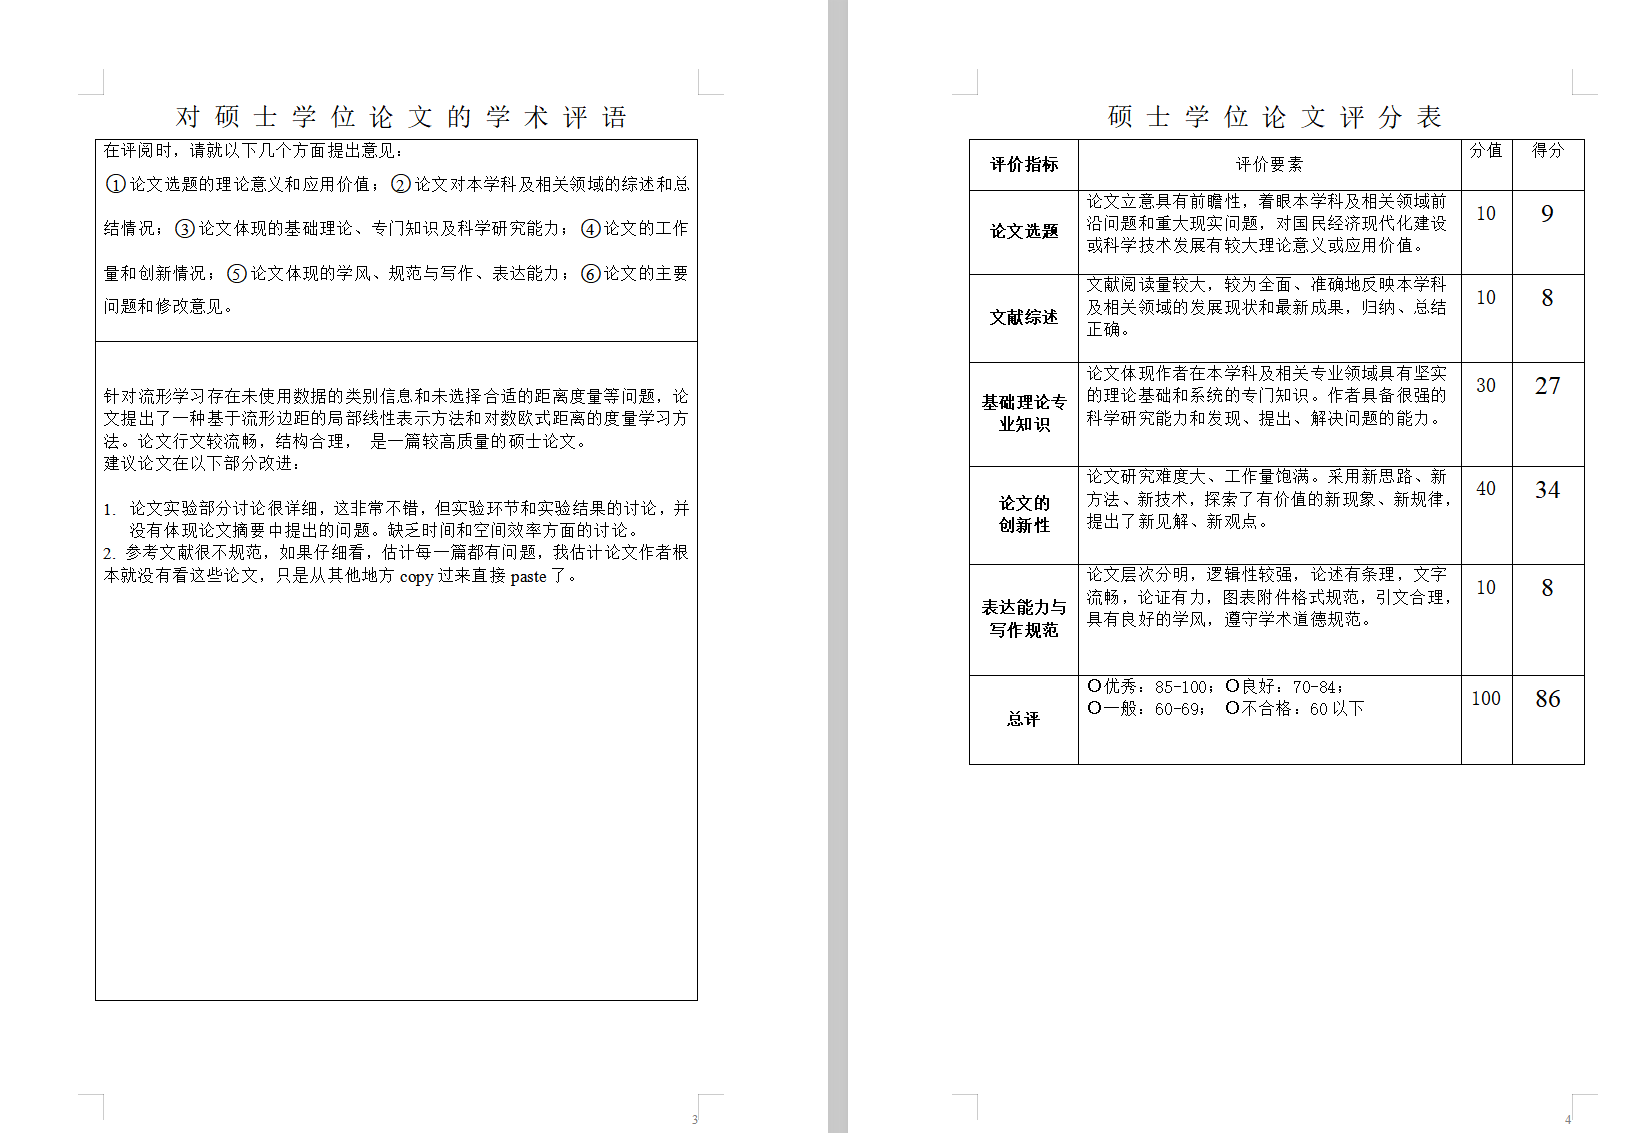 对硕士学位论文的学术评语
在评阅时，请就以下几个方面提出意见：
①论文选题的理论意义和应用价值；②论文对本学科及相关领域的综述和总
结情况；③论文体现的基础理论、专门知识及科学研究能力；④论文的工作
量和创新情况；⑤论文体现的学风、规范与写作、表达能力；⑥论文的主要
问题和修改意见。
针对流形学习存在未使用数据的类别信息和未选择合适的距离度量等问题，论
文提出了一种基于流形边距的局部线性表示方法和对数欧式距离的度量学习方
法。论文行文较流畅，结构合理， 是一篇较高质量的硕士论文。
建议论文在以下部分改进：
1. 论文实验部分讨论很详细，这非常不错，但实验环节和实验结果的讨论，并
没有体现论文摘要中提出的问题。缺乏时间和空间效率方面的讨论。
2. 参考文献很不规范，如果仔细看，估计每一篇都有问题，我估计论文作者根
本就没有看这些论文，只是从其他地方 copy 过来直接 paste 了。
3
硕士学位论文评分表
评价指标 评价要素 分值 得分
论文选题
论文立意具有前瞻性，着眼本学科及相关领域前
沿问题和重大现实问题，对国民经济现代化建设
或科学技术发展有较大理论意义或应用价值。
10 9
文献综述
文献阅读量较大，较为全面、准确地反映本学科
及相关领域的发展现状和最新成果，归纳、总结
正确。
10 8
基础理论专
业知识
论文体现作者在本学科及相关专业领域具有坚实
的理论基础和系统的专门知识。作者具备很强的
科学研究能力和发现、提出、解决问题的能力。
30 27
论文的
创新性
论文研究难度大、工作量饱满。采用新思路、新
方法、新技术，探索了有价值的新现象、新规律，
提出了新见解、新观点。
40 34
表达能力与
写作规范
论文层次分明，逻辑性较强，论述有条理，文字
流畅，论证有力，图表附件格式规范，引文合理，
具有良好的学风，遵守学术道德规范。
10 8
总评
O优秀：85-100；O良好：70-84；
O一般：60-69； O不合格：60以下
100 86
4